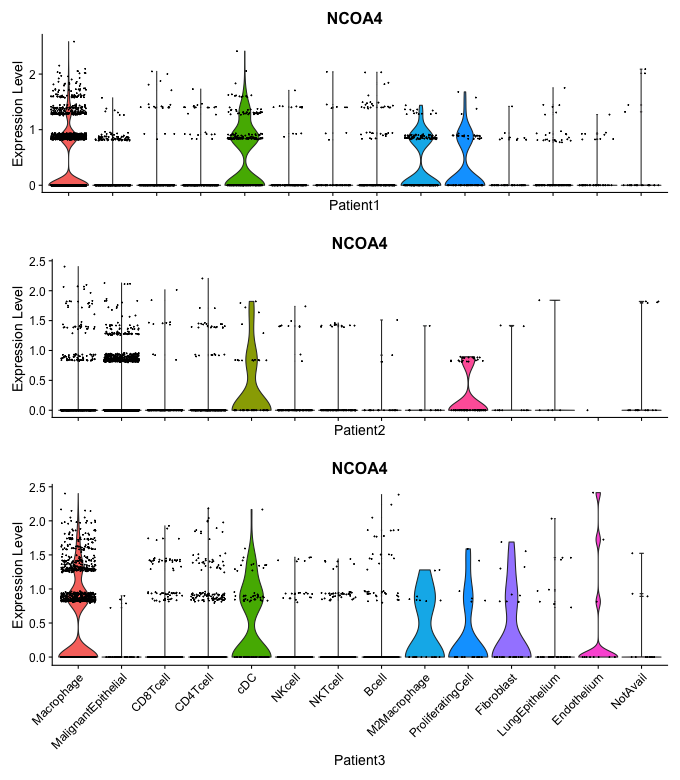 NCOA4
Expression Level
2
1
0
Patient1
NCOA4
Expression Level
2.5
2.0
1.5
1.0
0.5
0.0
Patient2
NCOA4
Expression Level
2.5
2.0
1.5
1.0
0.5
0.0
Macrophage
MalignantEpithelial
CD8Tcell
CD4Tcell
cDC
NKcell
NKTcell
Bcell
M2Macrophage
ProliferatingCell
Fibroblast
LungEpithelium
Endothelium
NotAvail
Patient3